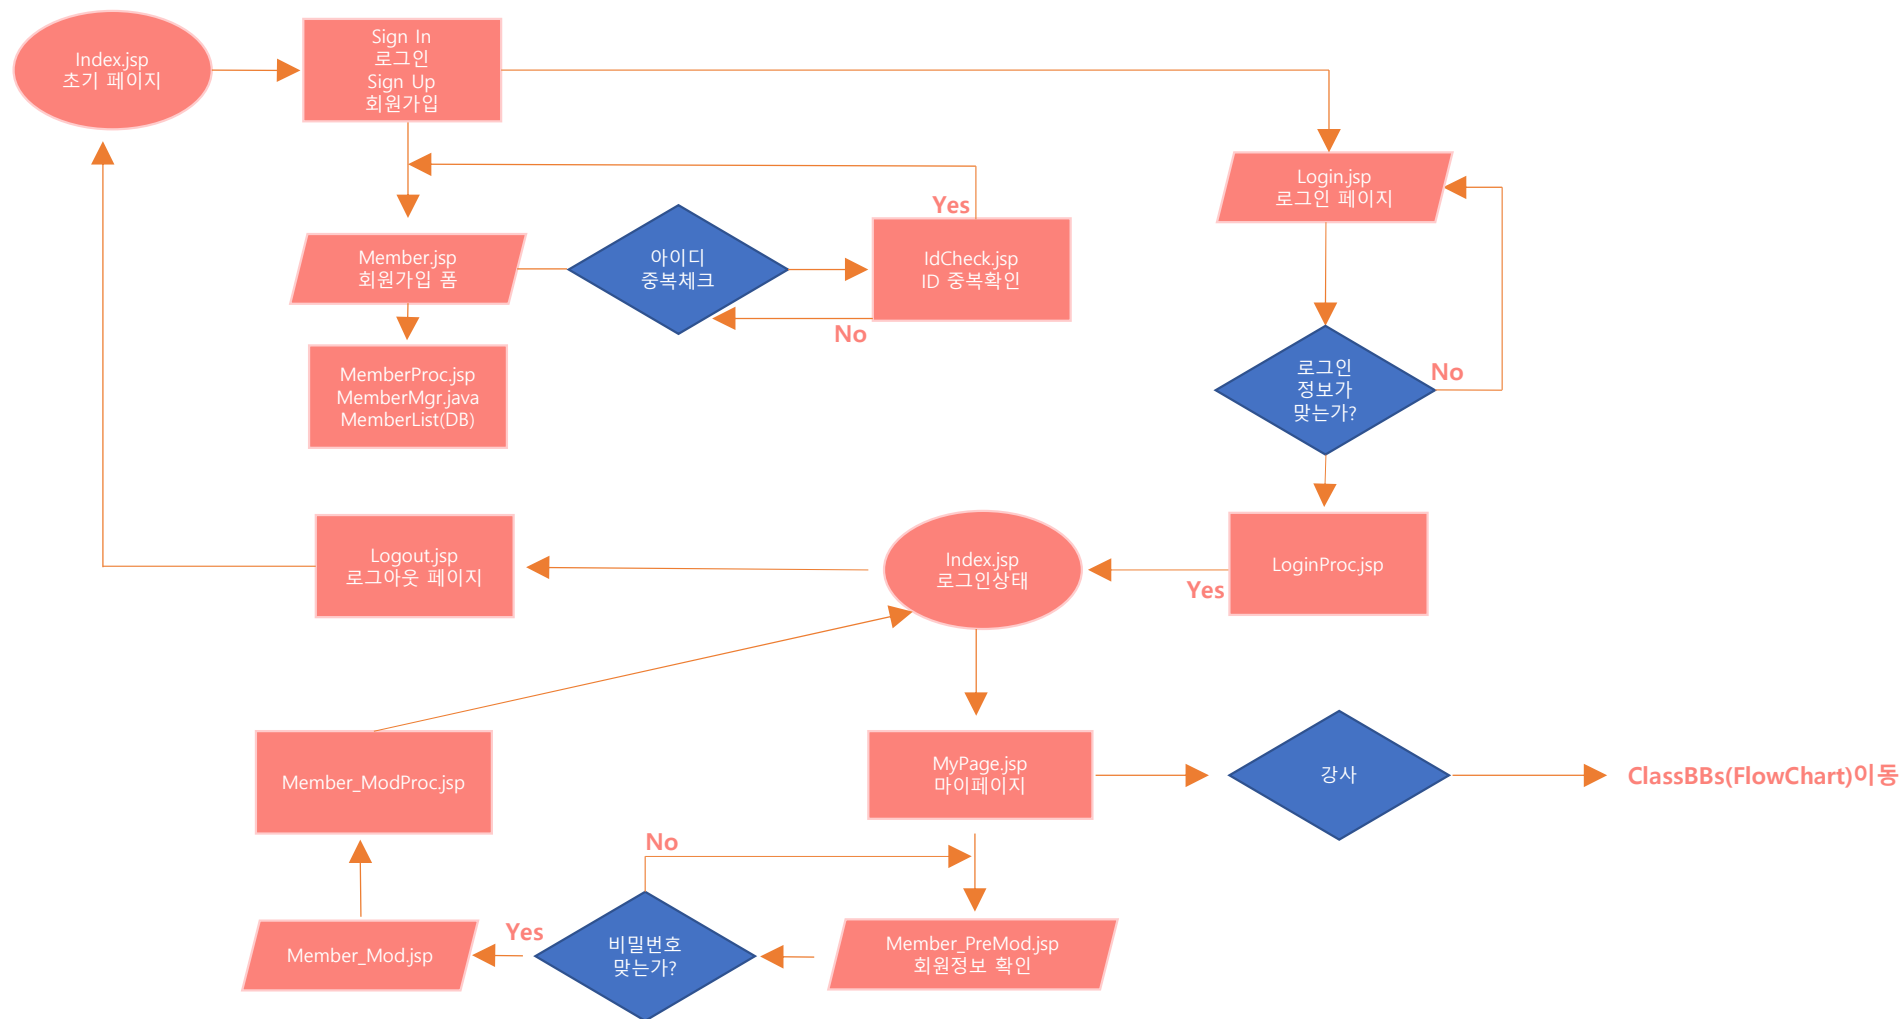 Index.jsp
초기 페이지
Sign In
로그인
Sign Up
회원가입
Login.jsp
로그인 페이지
Yes
Member.jsp
회원가입 폼
아이디
중복체크
IdCheck.jsp
ID 중복확인
No
MemberProc.jsp
MemberMgr.java
MemberList(DB)
로그인
정보가
맞는가?
No
Logout.jsp
로그아웃 페이지
Index.jsp
로그인상태
Yes
LoginProc.jsp
Member_ModProc.jsp
MyPage.jsp
마이페이지
강사
ClassBBs(FlowChart)이동
No
Member_Mod.jsp
Yes
비밀번호
맞는가?
Member_PreMod.jsp
회원정보 확인